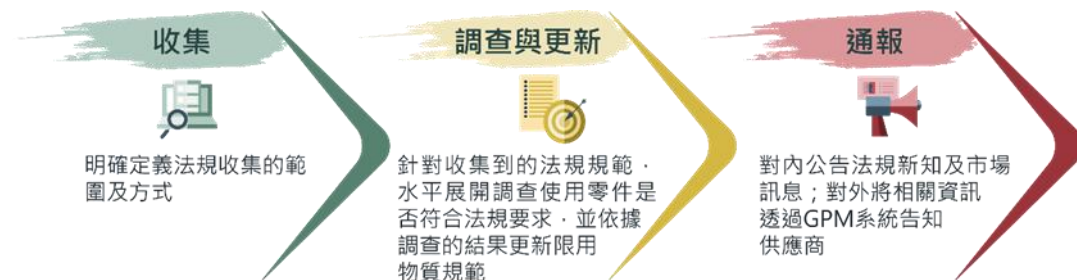 收集
明確定義法規收集的範
圍及方式
調查與更新
針對收集到的法規規範，
水平展開調查使用零件是
否符合法規要求，並依據
調查的結果更新限用
物質規範
通報
對內公告法規新知及市場
訊息；對外將相關資訊
透過GPM系統告知
供應商